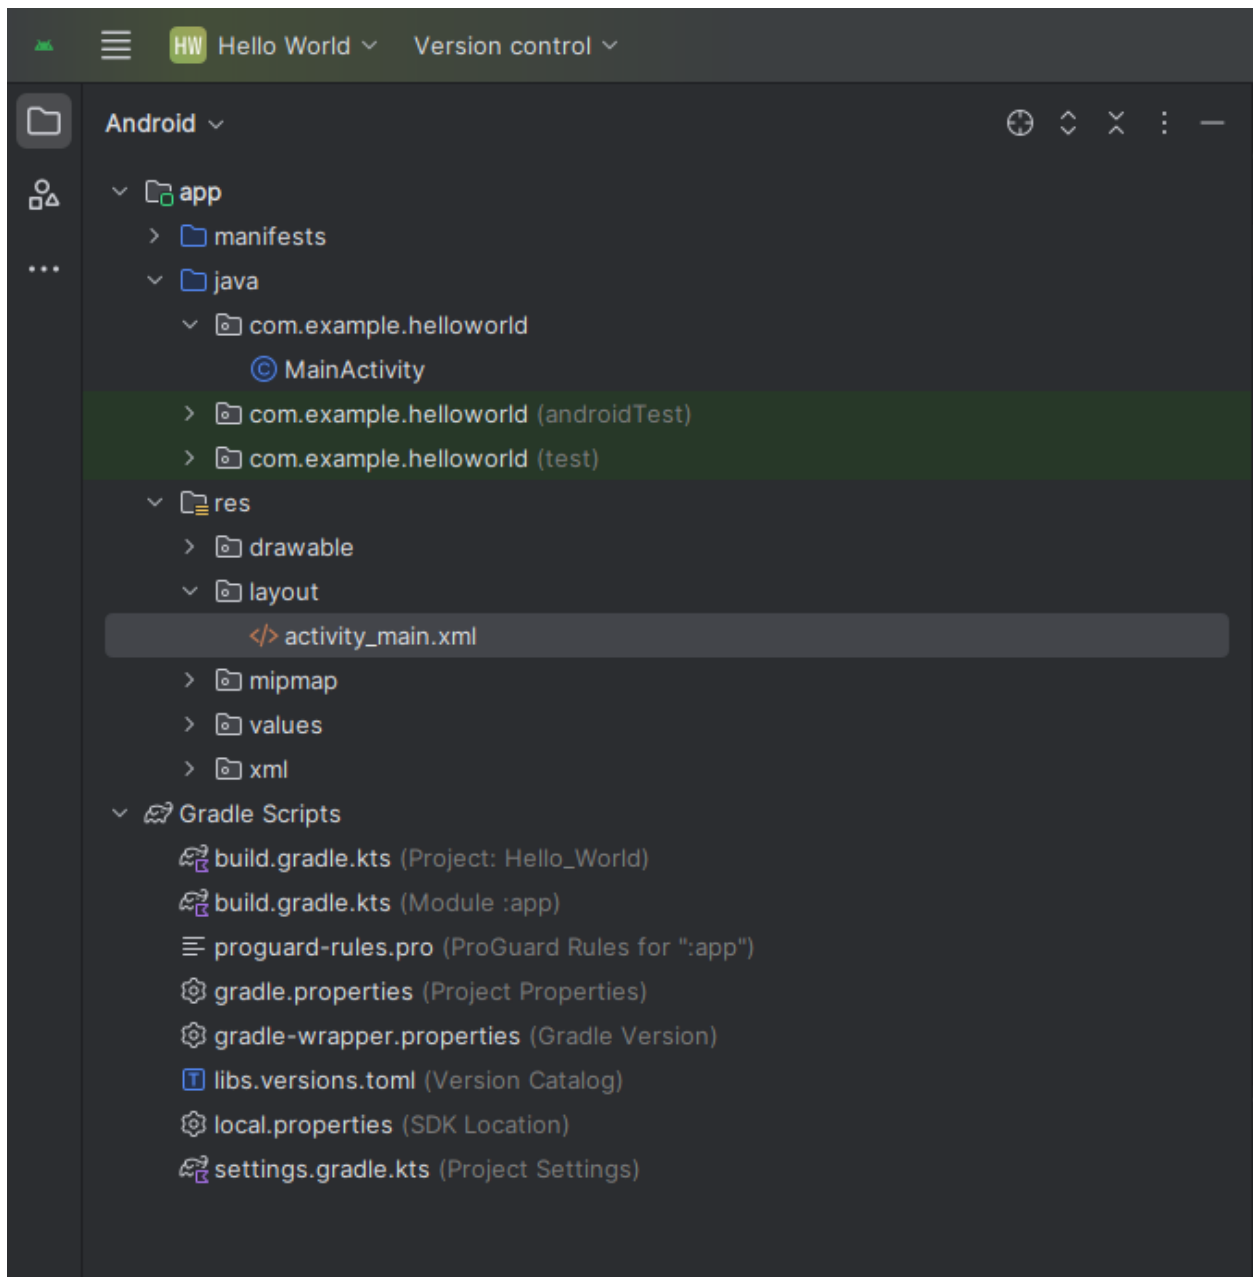 HW Hello World Version control
Android
app
manifests
java
com.example.helloworld
C MainActivity
com.example.helloworld (androidTest)
com.example.helloworld (test)
res
drawable
layout
</> activity_main.xml
mipmap
values
xml
Gradle Scripts
build.gradle.kts (Project: Hello_World)
build.gradle.kts (Module :app)
proguard-rules.pro (ProGuard Rules for ":app")
gradle.properties (Project Properties)
gradle-wrapper.properties (Gradle Version)
T libs.versions.toml (Version Catalog)
local.properties (SDK Location)
settings.gradle.kts (Project Settings)